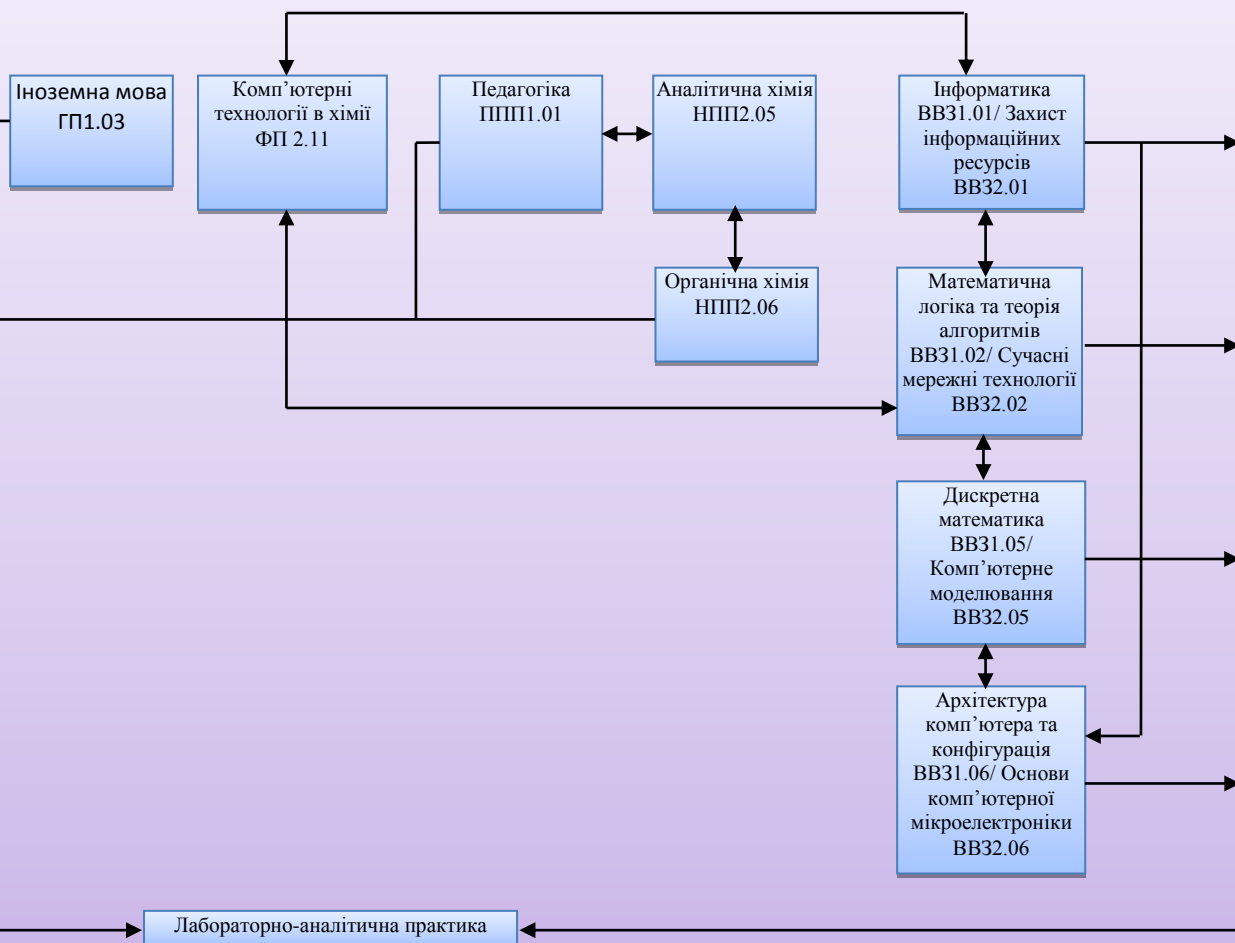 Іноземна мова
ГП1.03
Комп’ютерні
технології в хімії
ФП 2.11
Педагогіка
ППП1.01
Аналітична хімія
НПП2.05
Інформатика
ВВЗ1.01/ Захист
інформаційних
ресурсів
ВВЗ2.01
Органічна хімія
НПП2.06
Математична
логіка та теорія
алгоритмів
ВВЗ1.02/ Сучасні
мережні технології
ВВЗ2.02
Дискретна
математика
ВВЗ1.05/
Комп’ютерне
моделювання
ВВЗ2.05
Архітектура
комп’ютера та
конфігурація
ВВЗ1.06/ Основи
комп’ютерної
мікроелектроніки
ВВЗ2.06
Лабораторно-аналітична практика